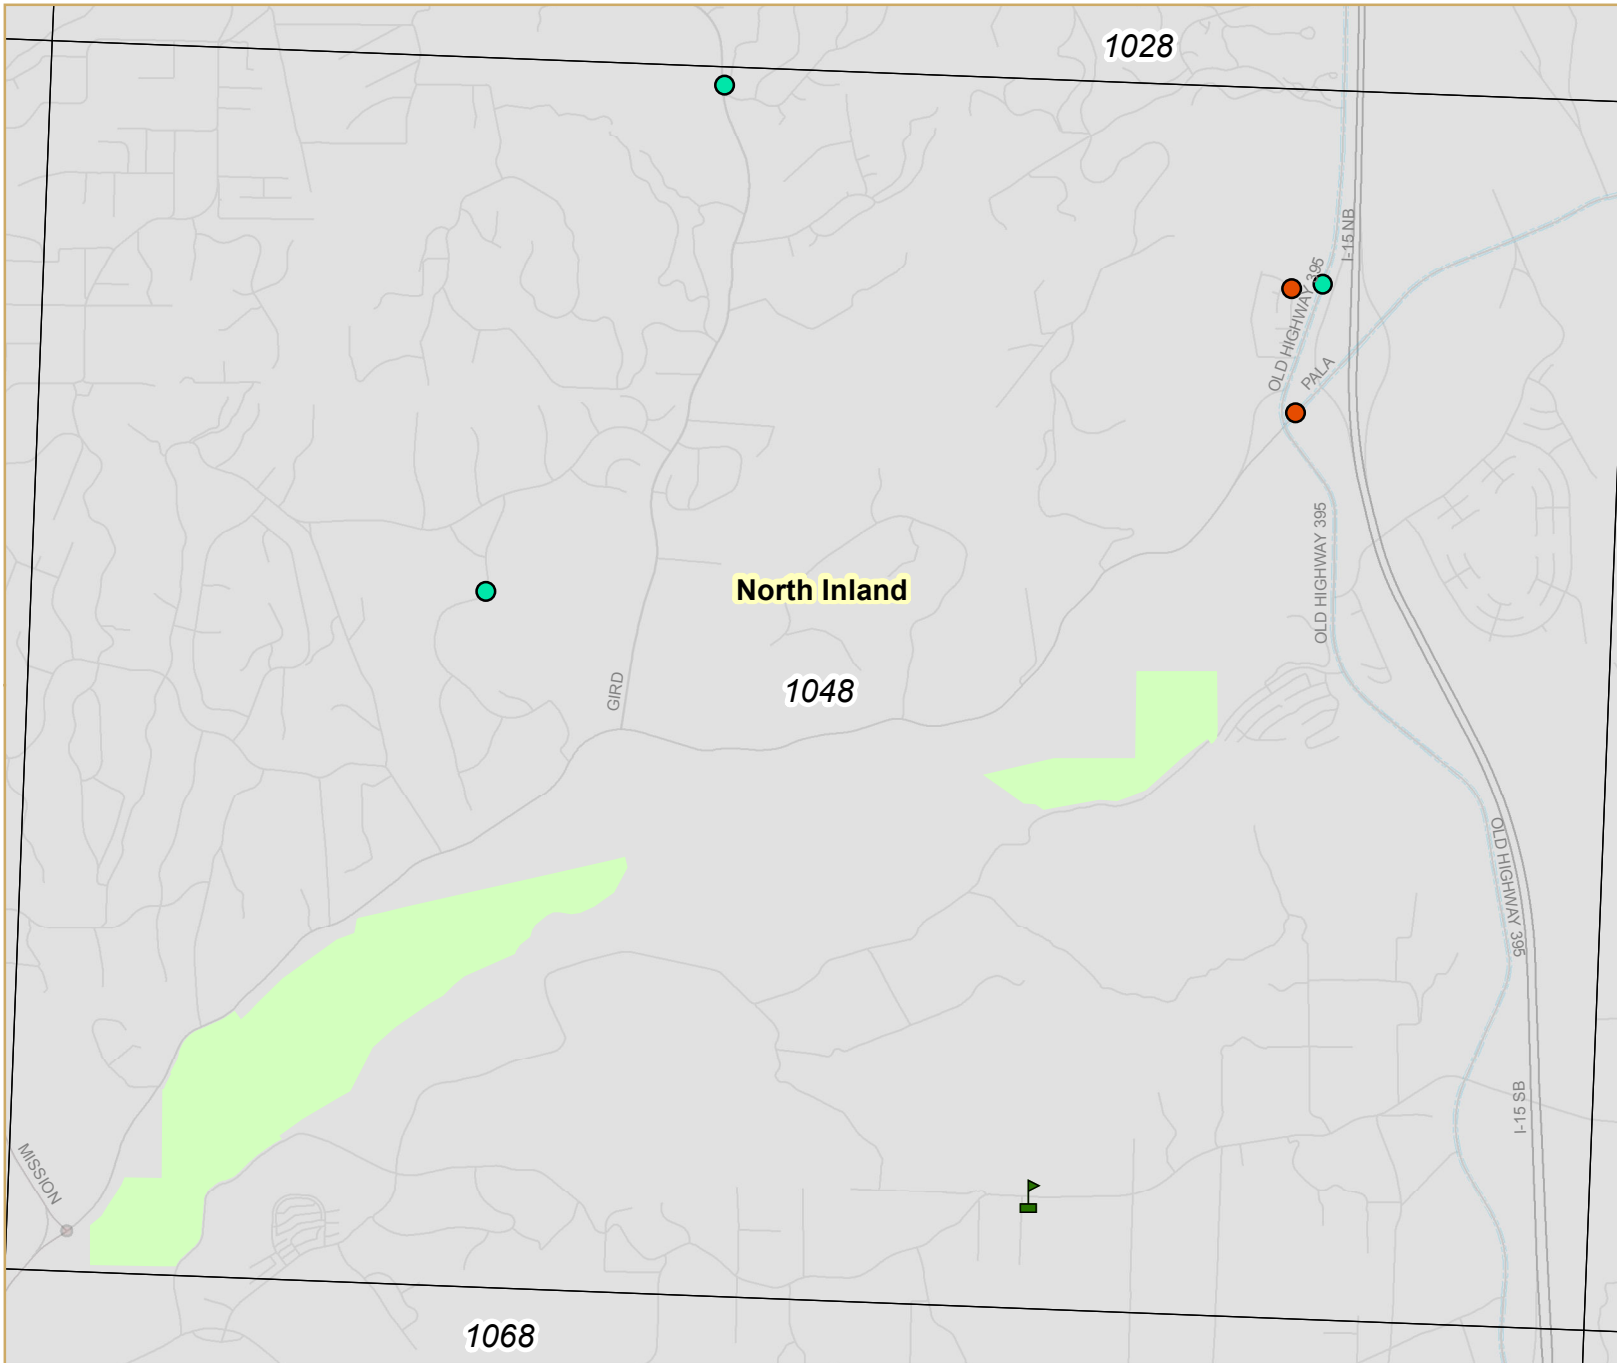 1028
I-15 NB
OLD HIGHWAY 395
PALA
OLD HIGHWAY 395
North Inland
GIRD
1048
OLD HIGHWAY 395
I-15 SB
MISSION
1068